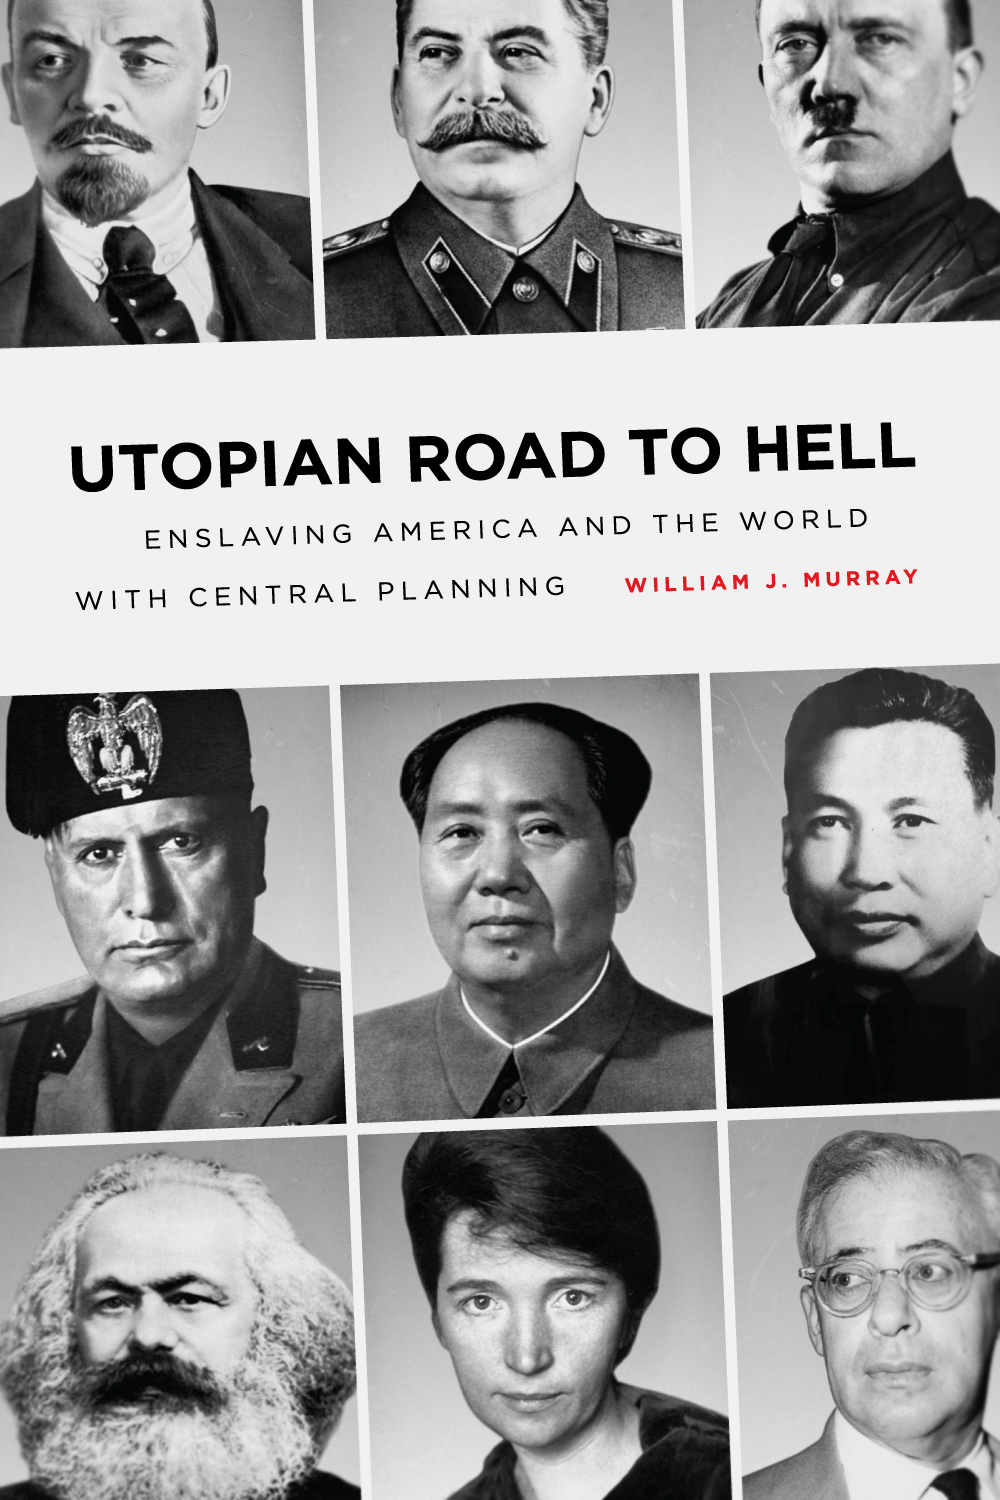 UTOPIAN ROAD TO HELL
ENSLAVING AMERICA AND THE WORLD
WITH CENTRAL PLANNING WILLIAM J. MURRAY